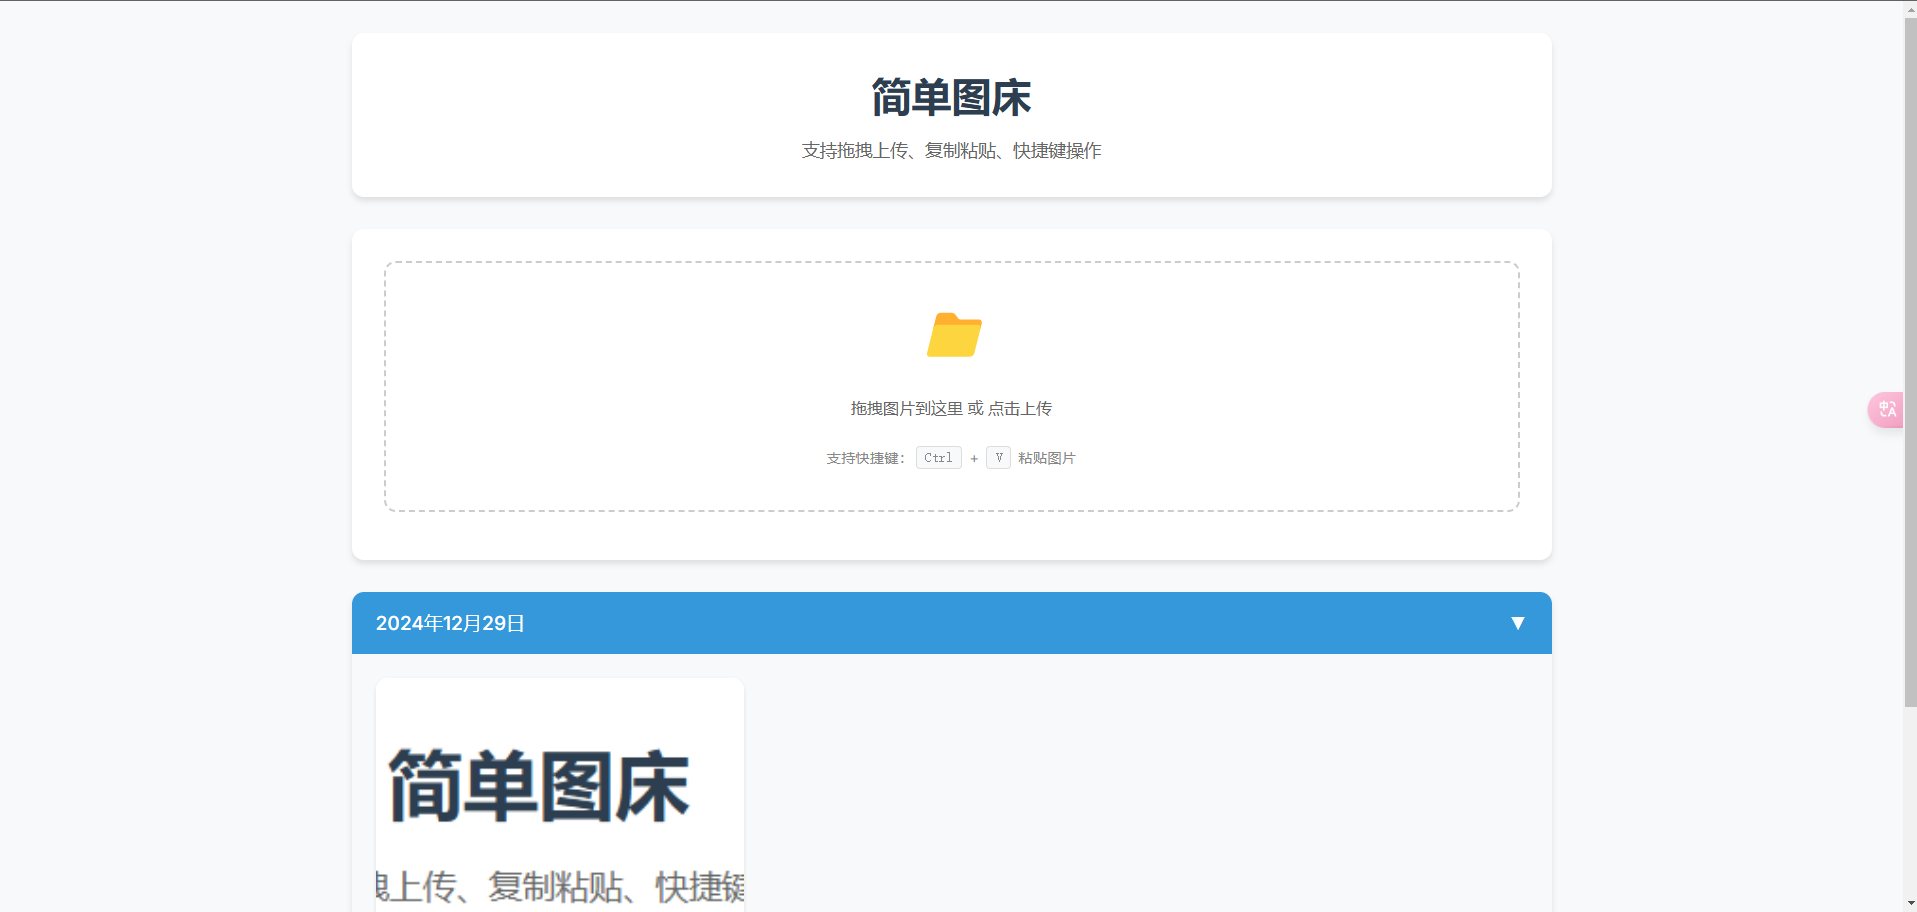 简单图床
支持拖拽上传、复制粘贴、快捷键操作
拖拽图片到这里 或 点击上传
支持快捷键： Ctrl + V 粘贴图片
2024年12月29日 ▼
简单图床
上传、复制粘贴、快捷键